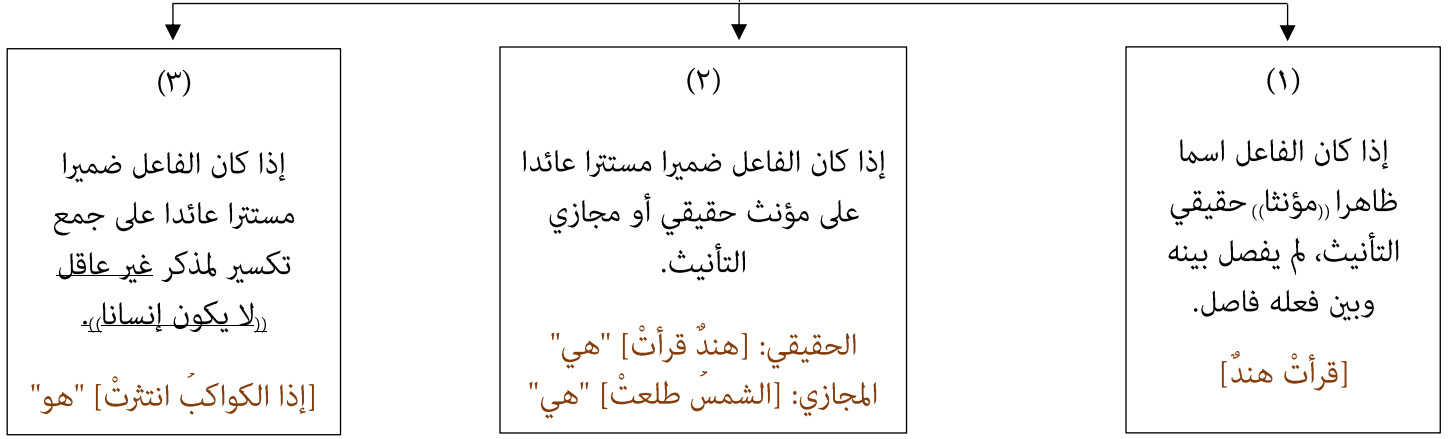 (١)
إذا كان الفاعل اسما
ظاهرا ((مؤنثا)) حقيقي
التأنيث، لم يفصل بينه
وبين فعله فاصل.
[قرأتْ هندٌ]
(٢)
إذا كان الفاعل ضميرا مستترا عائدا
على مؤنث حقيقي أو مجازي
التأنيث.
الحقيقي: [هندٌ قرأتْ] "هي"
المجازي: [الشمسُ طلعتْ] "هي"
(٣)
إذا كان الفاعل ضميرا
مستترا عائدا على جمع
تكسير لمذكر غير عاقل
((لا يكون إنسانا)).
[إذا الكواكبُ انتثرتْ] "هو"